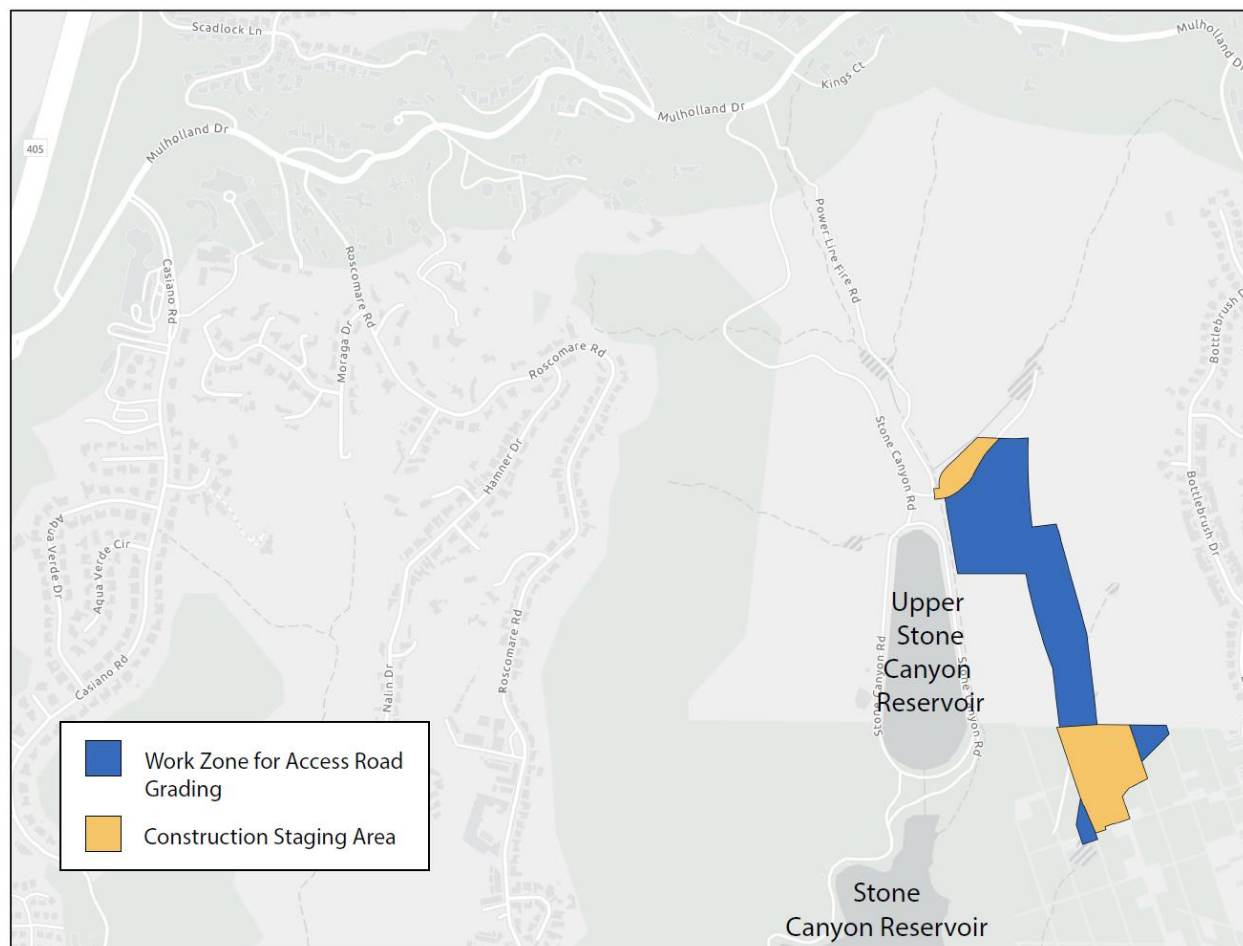 Scadlock Ln
Mulholland Dr
Kings Ct
Mulholland Dr
405
Mulholland Dr
Casiano Rd
Roscomare Rd
Power Line Fire Rd
Bottlebrush D
Moraga Dr
Roscomare Rd
Stone Canyon Rd
Hamner Dr
Bottlebrush Dr
Aqua Verde Dr
Aqua Verde Cir
Casiano Rd
Nalin Dr
Roscomare Rd
Stone Canyon Rd
Stone Canyon Rd
Upper
Stone
Canyon
Reservoir
Work Zone for Access Road
Grading
Construction Staging Area
Stone
Canyon Reservoir